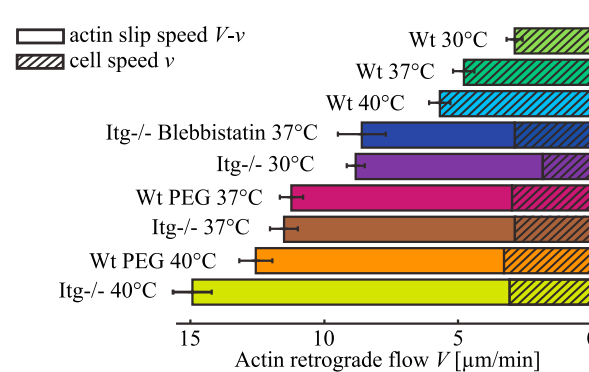 actin slip speed V-v
cell speed v
Wt 30°C
Wt 37°C
Wt 40°C
Itg-/- Blebbistatin 37°C
Itg-/- 30°C
Wt PEG 37°C
Itg-/- 37°C
Wt PEG 40°C
Itg-/- 40°C
15 10 5 0
Actin retrograde flow V [μm/min]